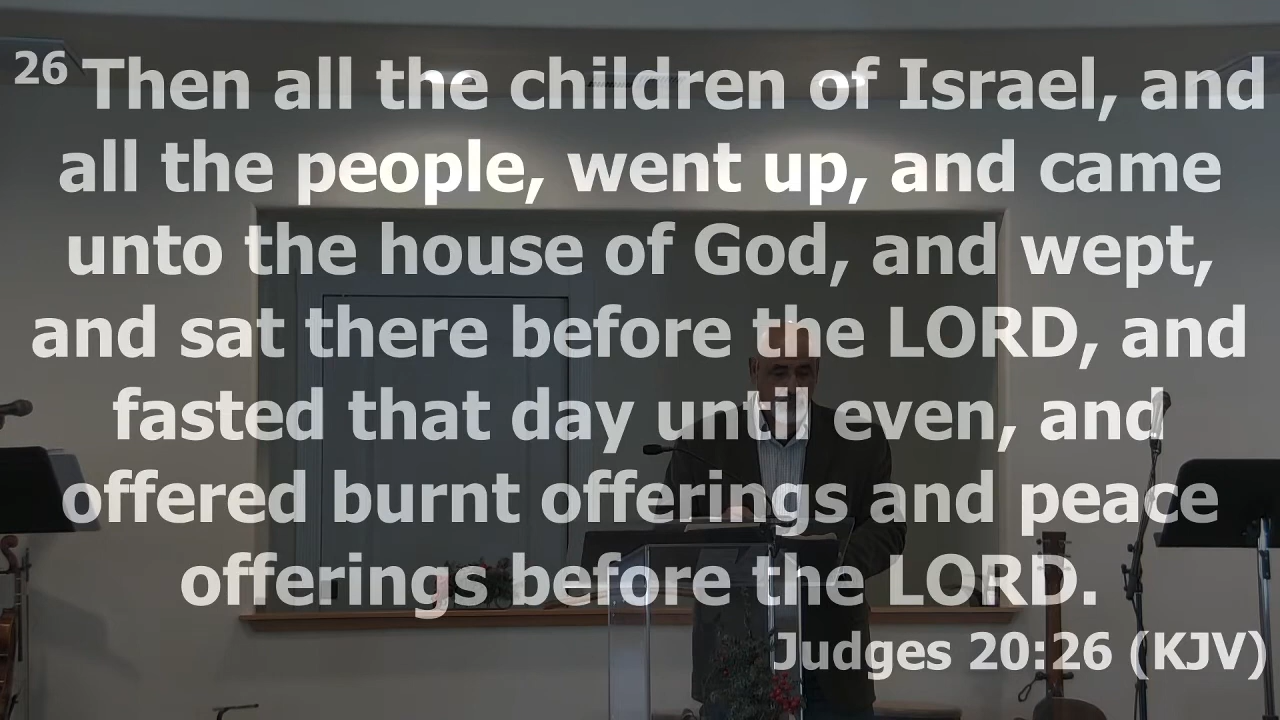 26 Then all the children of Israel, and
all the people, went up, and came
unto the house of God, and wept,
and sat there before the LORD, and
fasted that day until even, and
offered burnt offerings and peace
offerings before the LORD.
Judges 20:26 (KJV)